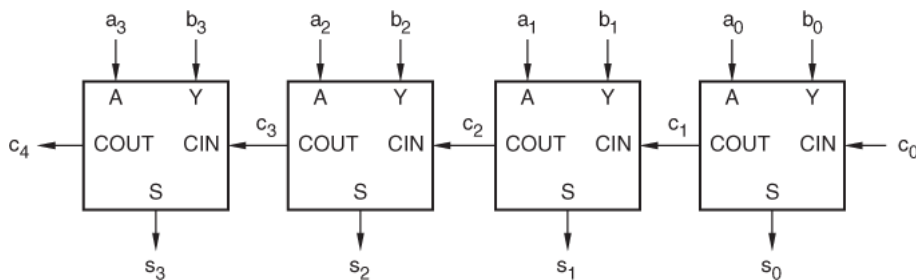 a3 b3 a2 b2 a1 b1 a0 b0
A Y A Y A Y A Y
c4 COUT CIN c3 COUT CIN c2 COUT CIN c1 COUT CIN c0
S S S S
s3 s2 s1 s0